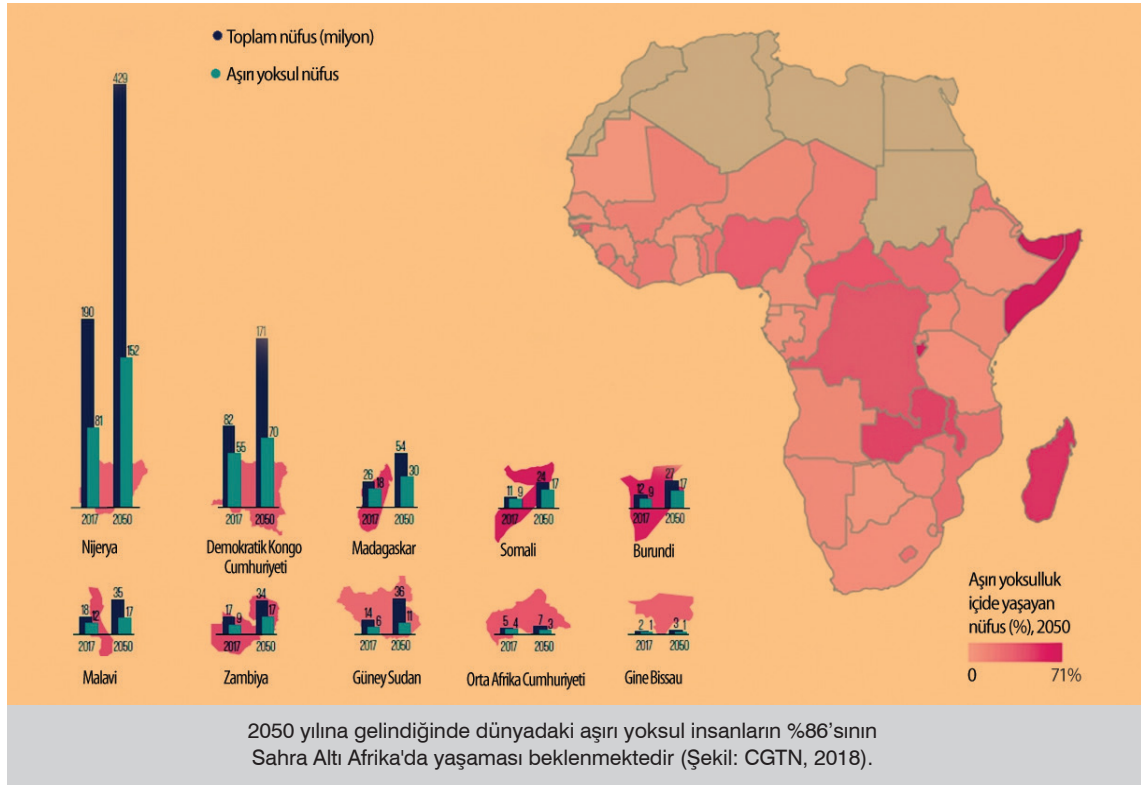 Toplam nüfus (milyon)
Aşırı yoksul nüfus
429
190
152
81
2017 2050
Nijerya
171
82
70
55
2017 2050
Demokratik Kongo
Cumhuriyeti
54
26
30
18
2017 2050
Madagaskar
24
11
17
9
2017 2050
Somali
27
12
17
9
2017 2050
Burundi
35
18
17
12
2017 2050
Malavi
34
17
17
9
2017 2050
Zambiya
36
14
11
6
2017 2050
Güney Sudan
5 4 7 3
2017 2050
Orta Afrika Cumhuriyeti
2 1 3 1
2017 2050
Gine Bissau
Aşırı yoksulluk
içide yaşayan
nüfus (%), 2050
0 71%
2050 yılına gelindiğinde dünyadaki aşırı yoksul insanların %86’sının
Sahra Altı Afrika'da yaşaması beklenmektedir (Şekil: CGTN, 2018).